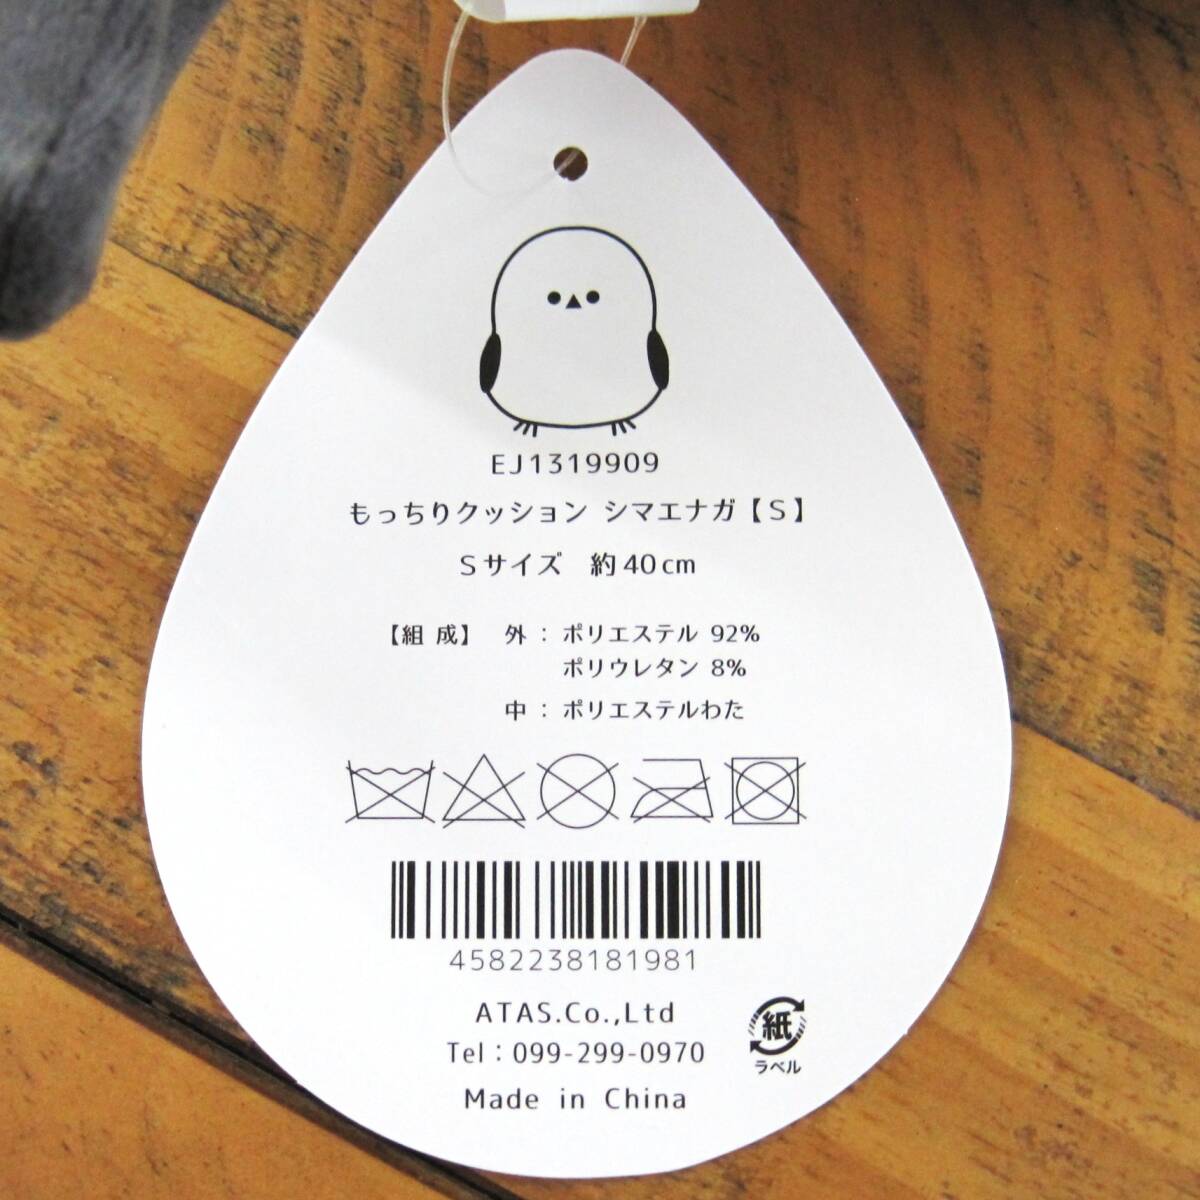 EJ1319909
もっちりクッション シマエナガ【S】
Sサイズ 約40cm
【組 成】 外 : ポリエステル 92%
ポリウレタン 8%
中 : ポリエステルわた
4582238181981
ATAS.Co.,Ltd
Tel:099-299-0970
Made in China
紙
ラベル